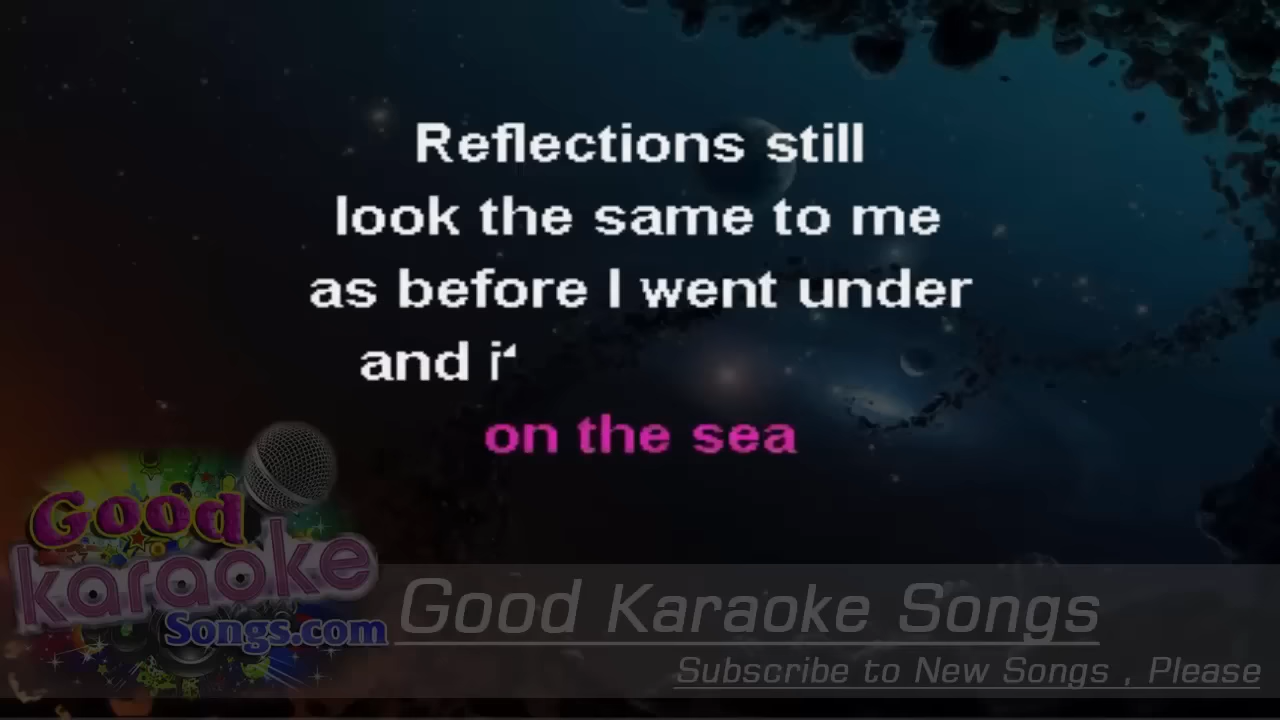 Reflections still
look the same to me
as before I went under
and
on the sea
Good
karaoke
Songs.com
Good Karaoke Songs
Subscribe to New Songs , Please